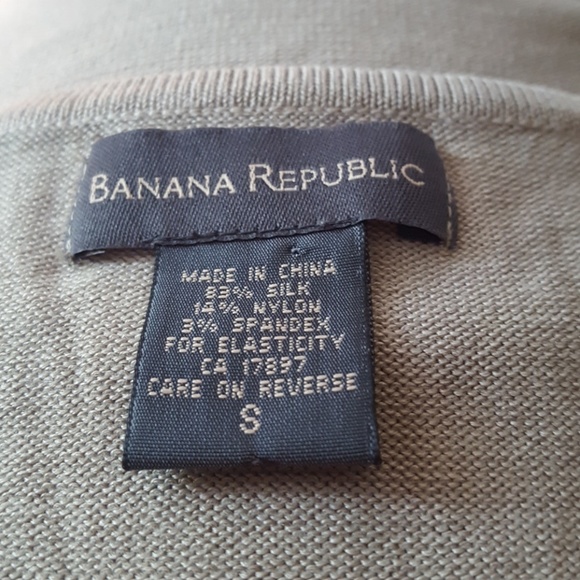 BANANA REPUBLIC
MADE IN CHINA
83% SILK
14% NYLON
3% SPANDEX
FOR ELASTICITY
CA 17897
CARE ON REVERSE
S